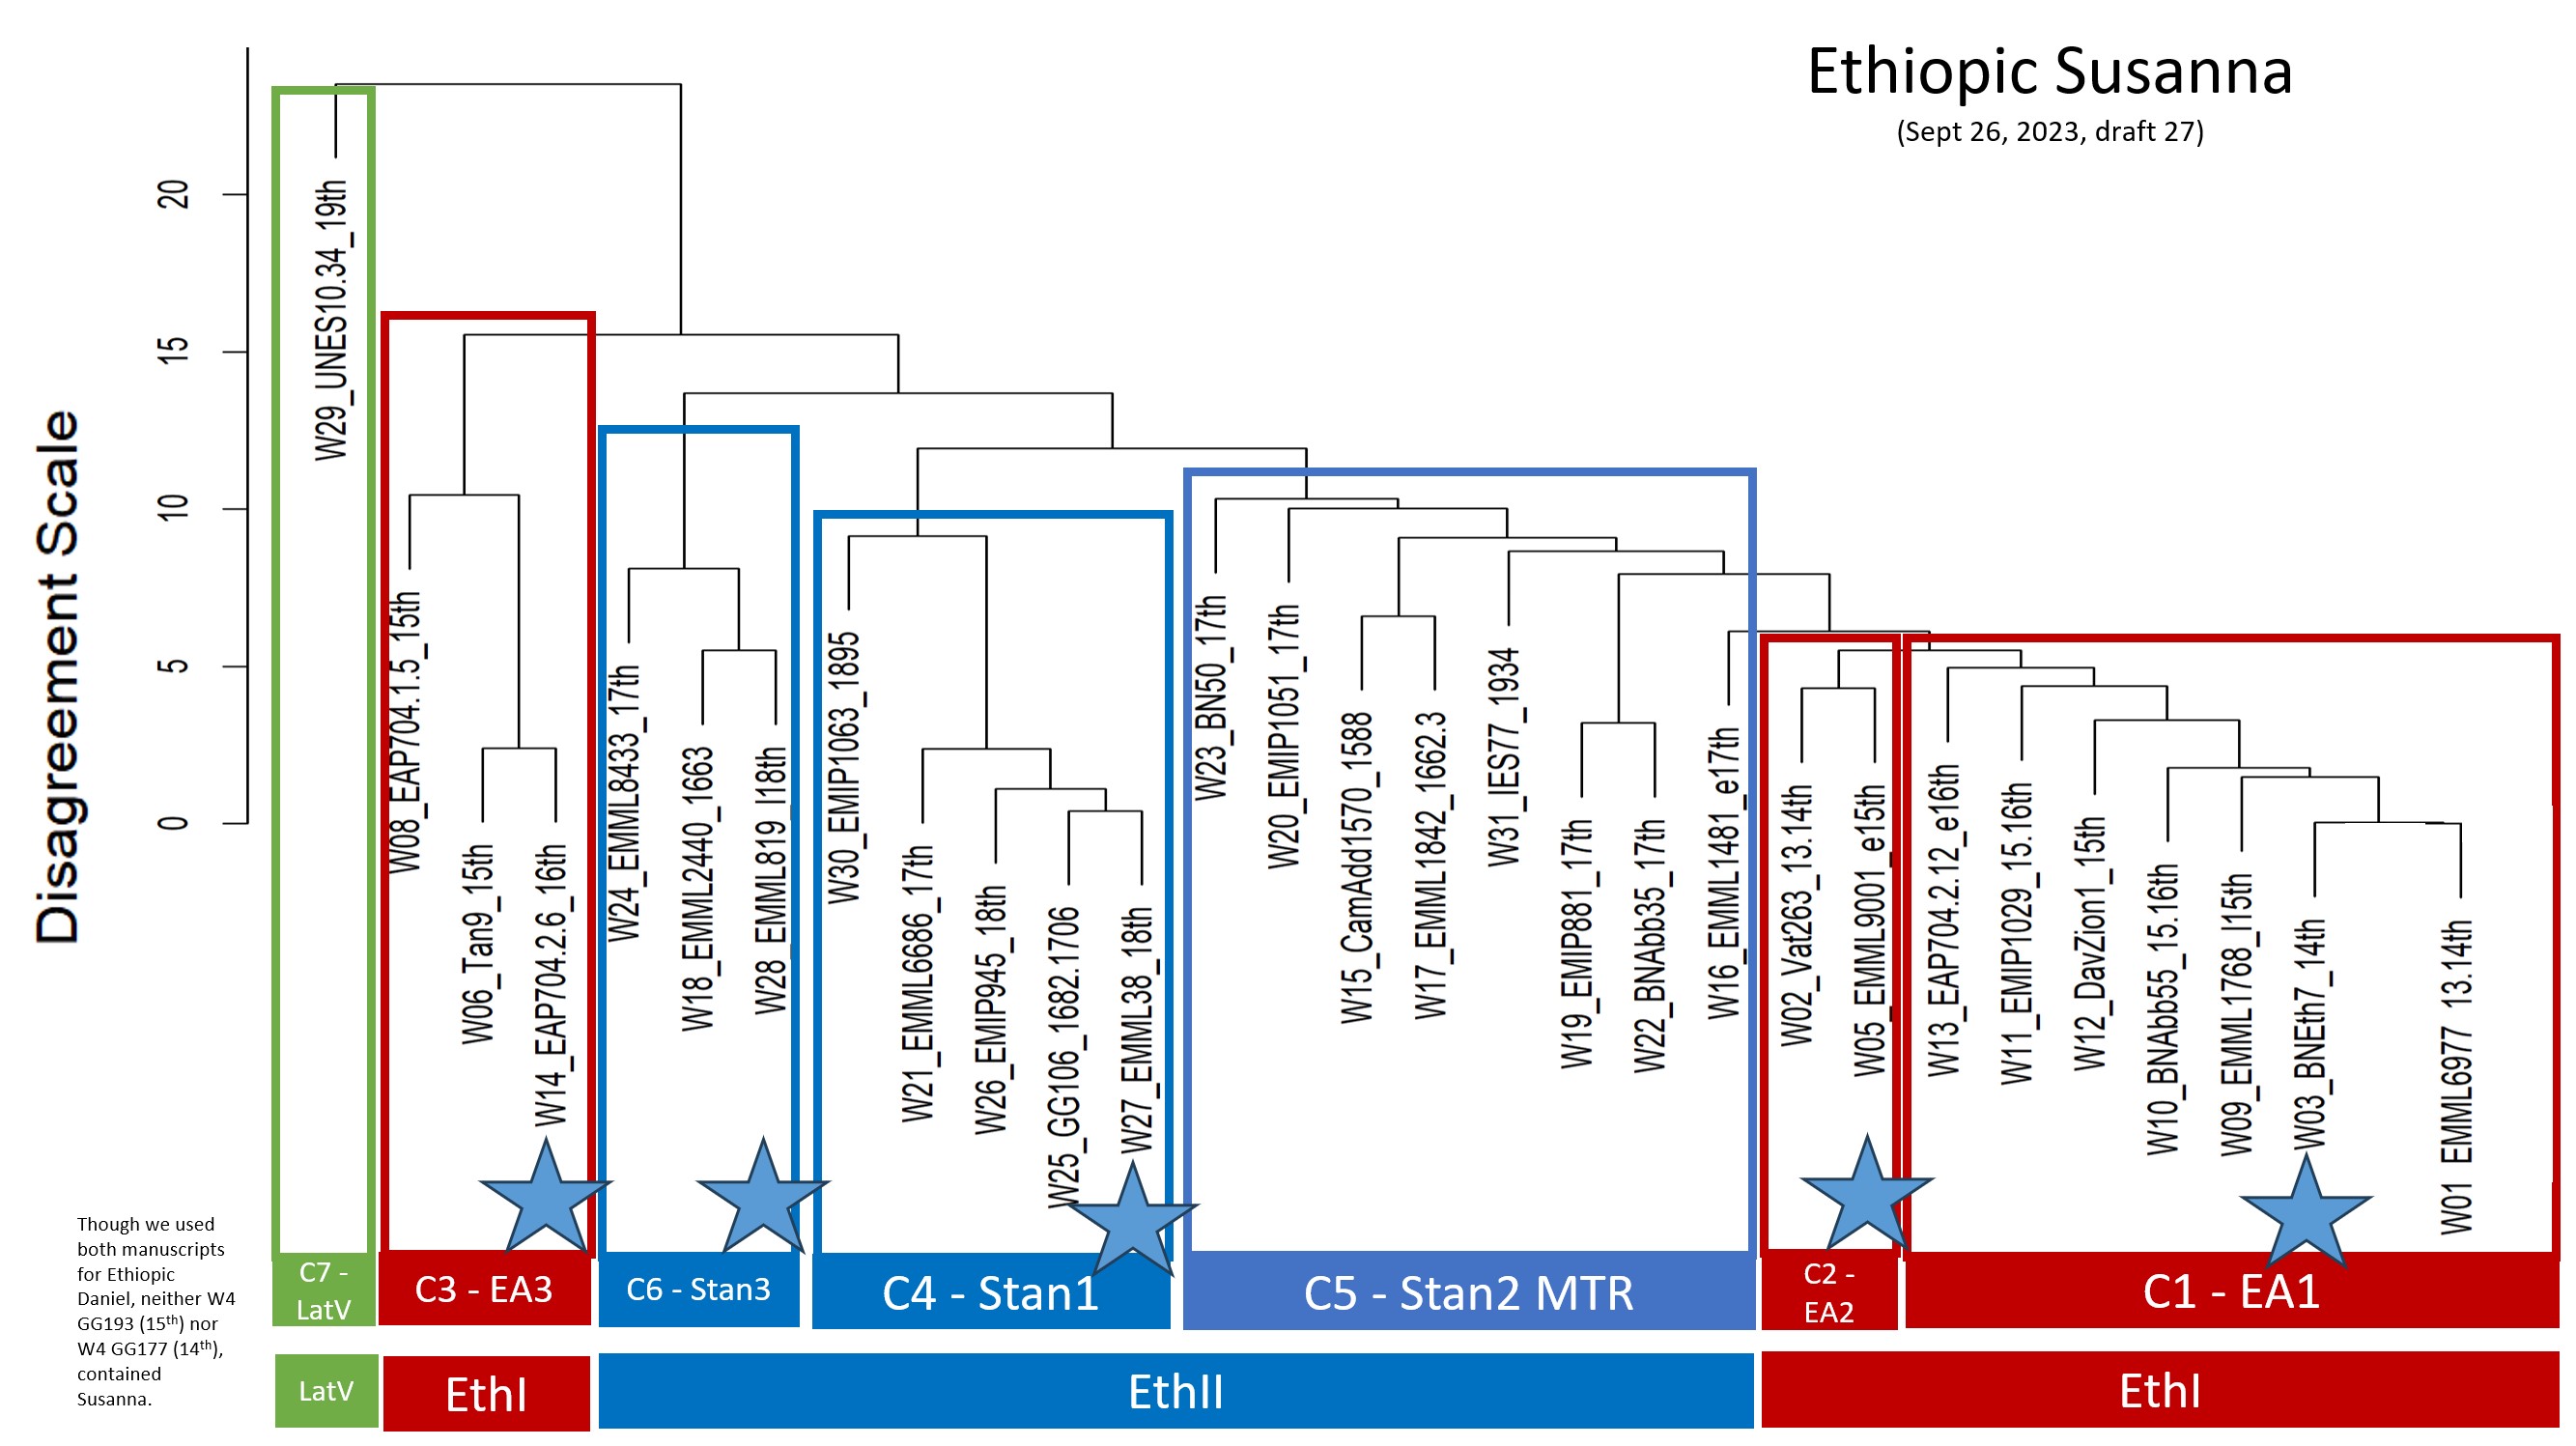 Ethiopic Susanna
(Sept 26, 2023, draft 27)
Disagreement Scale
20
15
10
5
0
W29_UNES10.34_19th
W08_EAP704.1.5_15th
W06_Tan9_15th
W14_EAP704.2.6_16th
W24_EMML8433_17th
W18_EMML2440_1663
W28_EMML819_l18th
W30_EMIP1063_1895
W21_EMML6686_17th
W26_EMIP945_18th
W25_GG106_1682.1706
W27_EMML38_18th
W23_BN50_17th
W20_EMIP1051_17th
W15_CamAdd1570_1588
W17_EMML1842_1662.3
W31_IES77_1934
W19_EMIP881_17th
W22_BNAbb35_17th
W16_EMML1481_e17th
W02_Vat263_13.14th
W05_EMML9001_e15th
W13_EAP704.2.12_e16th
W11_EMIP1029_15.16th
W12_DavZion1_15th
W10_BNAbb55_15.16th
W09_EMML1768_l15th
W03_BNEth7_14th
W01_EMML6977_13.14th
Though we used
both manuscripts
for Ethiopic
Daniel, neither W4
GG193 (15th) nor
W4 GG177 (14th),
contained
Susanna.
C7 -
LatV
C3 - EA3
C6 - Stan3
C4 - Stan1
C5 - Stan2 MTR
C2 -
EA2
C1 - EA1
LatV
EthI
EthII
EthI